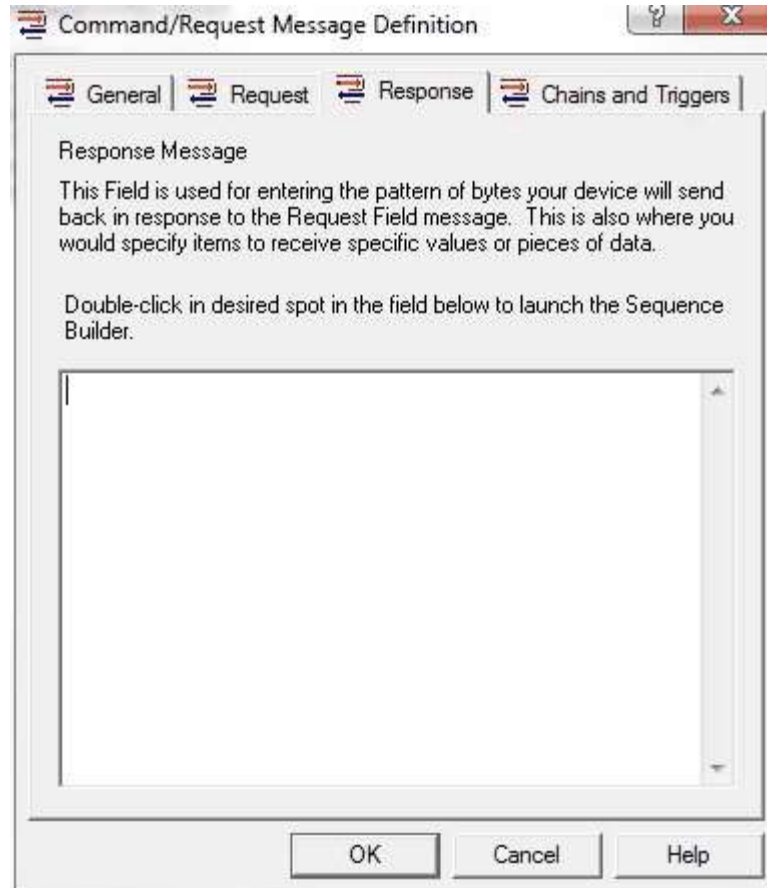 Command/Request Message Definition
General
Request
Response
Chains and Triggers
Response Message
This Field is used for entering the pattern of bytes your device will send
back in response to the Request Field message. This is also where you
would specify items to receive specific values or pieces of data.
Double-click in desired spot in the field below to launch the Sequence
Builder.
OK
Cancel
Help